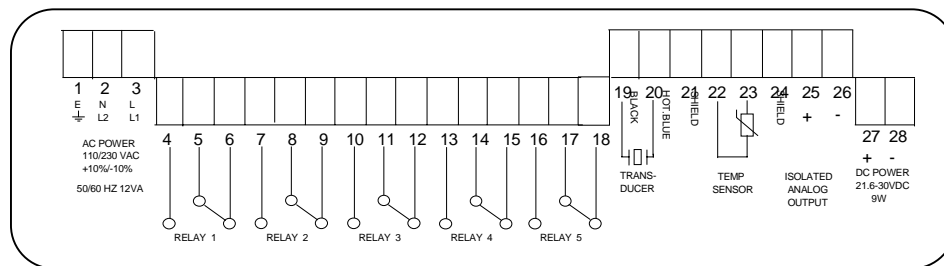 1 2 3
E N L
L2 L1
AC POWER
110/230 VAC
+10%/-10%
50/60 HZ 12VA
4 5 6 7 8 9 10 11 12 13 14 15 16 17 18
RELAY 1 RELAY 2 RELAY 3 RELAY 4 RELAY 5
19 20 21 22 23 24 25 26
BLACK
HOT.BLUE
SHIELD
SHIELD
+ -
TRANS-
DUCER
TEMP
SENSOR
ISOLATED
ANALOG
OUTPUT
27 28
+ -
DC POWER
21.6-30VDC
9W